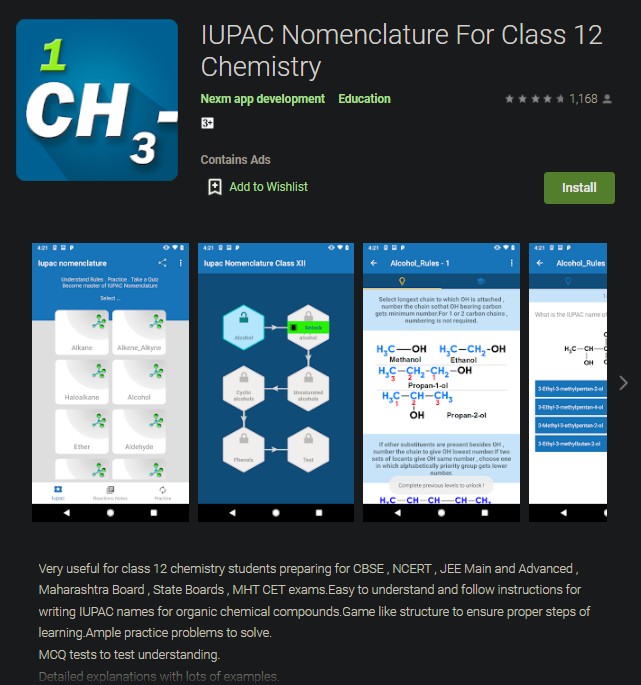 1
CH3-
IUPAC Nomenclature For Class 12
Chemistry
Nexm app development Education
1,168
3+
Contains Ads
Add to Wishlist
Install
4:21
Iupac nomenclature
Understand Rules . Practice . Take a Quiz
Become master of IUPAC Nomenclature
Select ...
Alkane
Alkene_Alkyne
Haloalkane
Alcohol
Ether
Aldehyde
Iupac
Reactions Notes
Practice
4:21
Iupac Nomenclature Class XII
Alcohol
Unlock
alcohol
Cyclic
alcohols
Unsaturated
alcohols
Phenols
Test
4:21
Alcohol_Rules - 1
Select longest chain to which OH is attached ,
number the chain sothat OH bearing carbon
gets minimum number.For 1 or 2 carbon chains ,
numbering is not required.
H3C—OH H3C—CH2-OH
Methanol Ethanol
H3C—CH2-CH2—OH
3 2 1
Propan-1-ol
H3C—CH—CH3
1 2 3
OH
Propan-2-ol
If other substituents are present besides OH ,
number the chain to give OH lowest number.If two
sets of locants give OH same number , choose one
in which alphabetically priority group gets lower
number.
Complete previous levels to unlock !
H3C—CH—CH—CH—CH3
4:21
Alcohol_Rules
What is the IUPAC name o
H3C—CH—C
OH
3-Ethyl-3-methylpentan-2-ol
3-Ethyl-3-methylpentan-4-ol
3-Methyl-3-ethylpentan-2-ol
3-Ethyl-3-methylbutan-2-ol
Very useful for class 12 chemistry students preparing for CBSE , NCERT , JEE Main and Advanced ,
Maharashtra Board , State Boards , MHT CET exams.Easy to understand and follow instructions for
writing IUPAC names for organic chemical compounds.Game like structure to ensure proper steps of
learning.Ample practice problems to solve.
MCQ tests to test understanding.
Detailed explanations with lots of examples.